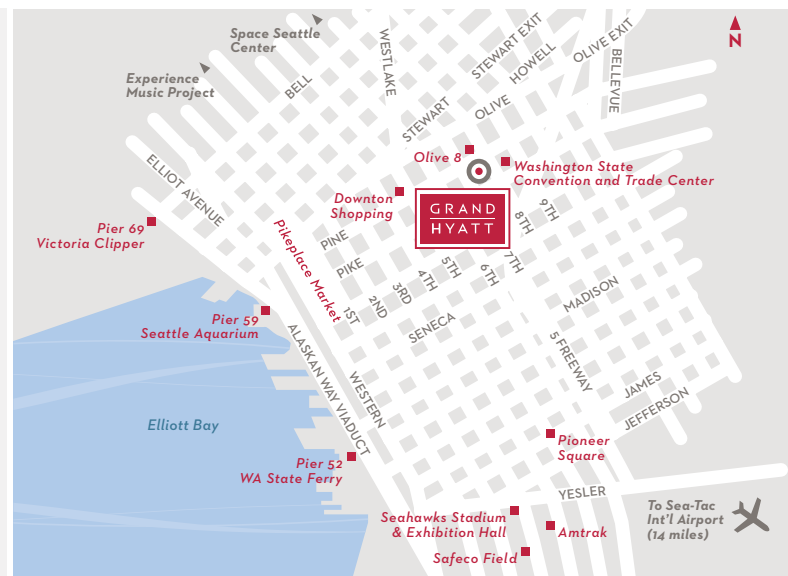 Space Seattle
Center
Experience
Music Project
BELL
WESTLAKE
STEWART EXIT
HOWELL
OLIVE EXIT
BELLEVUE
N
STEWART
OLIVE
ELLIOT AVENUE
Olive 8
Washington State
Convention and Trade Center
Downton
Shopping
GRAND
HYATT
9TH
8TH
7TH
6TH
5TH
4TH
3RD
2ND
1ST
PINE
PIKE
Pikeplace Market
Pier 69
Victoria Clipper
Pier 59
Seattle Aquarium
SENECA
MADISON
5 FREEWAY
JAMES
JEFFERSON
ALASKAN WAY VIADUCT
WESTERN
Elliott Bay
Pioneer
Square
Pier 52
WA State Ferry
YESLER
Seahawks Stadium
& Exhibition Hall
Amtrak
Safeco Field
To Sea-Tac
Int'l Airport
(14 miles)